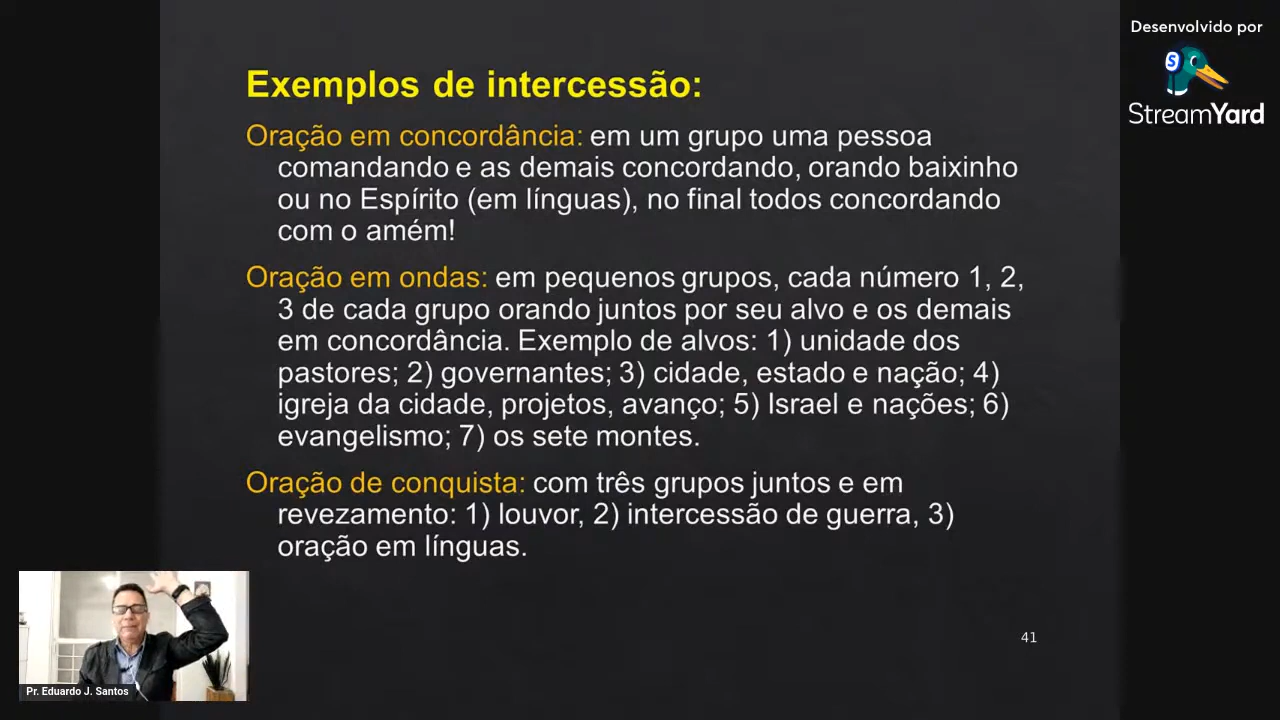 Desenvolvido por
StreamYard
Exemplos de intercessão:
Oração em concordância: em um grupo uma pessoa
comandando e as demais concordando, orando baixinho
ou no Espírito (em línguas), no final todos concordando
com o amém!
Oração em ondas: em pequenos grupos, cada número 1, 2,
3 de cada grupo orando juntos por seu alvo e os demais
em concordância. Exemplo de alvos: 1) unidade dos
pastores; 2) governantes; 3) cidade, estado e nação; 4)
igreja da cidade, projetos, avanço; 5) Israel e nações; 6)
evangelismo; 7) os sete montes.
Oração de conquista: com três grupos juntos e em
revezamento: 1) louvor, 2) intercessão de guerra, 3)
oração em línguas.
41
Pr. Eduardo J. Santos